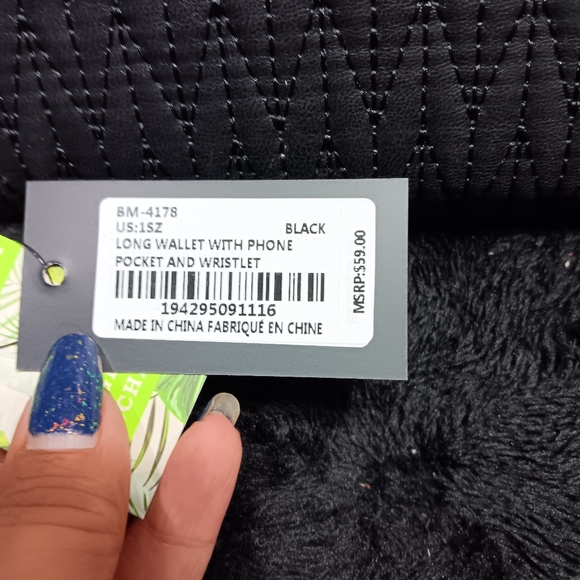 BM-4178
US:1SZ BLACK
LONG WALLET WITH PHONE
POCKET AND WRISTLET
194295091116
MADE IN CHINA FABRIQUÉ EN CHINE
MSRP:$59.00